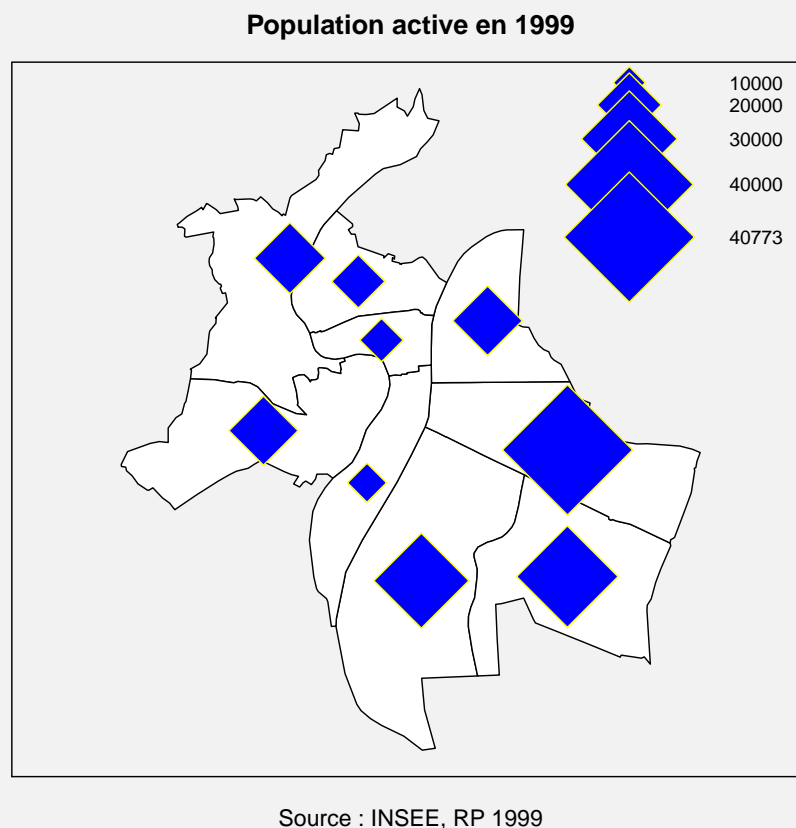 Population active en 1999
10000
20000
30000
40000
40773
Source : INSEE, RP 1999